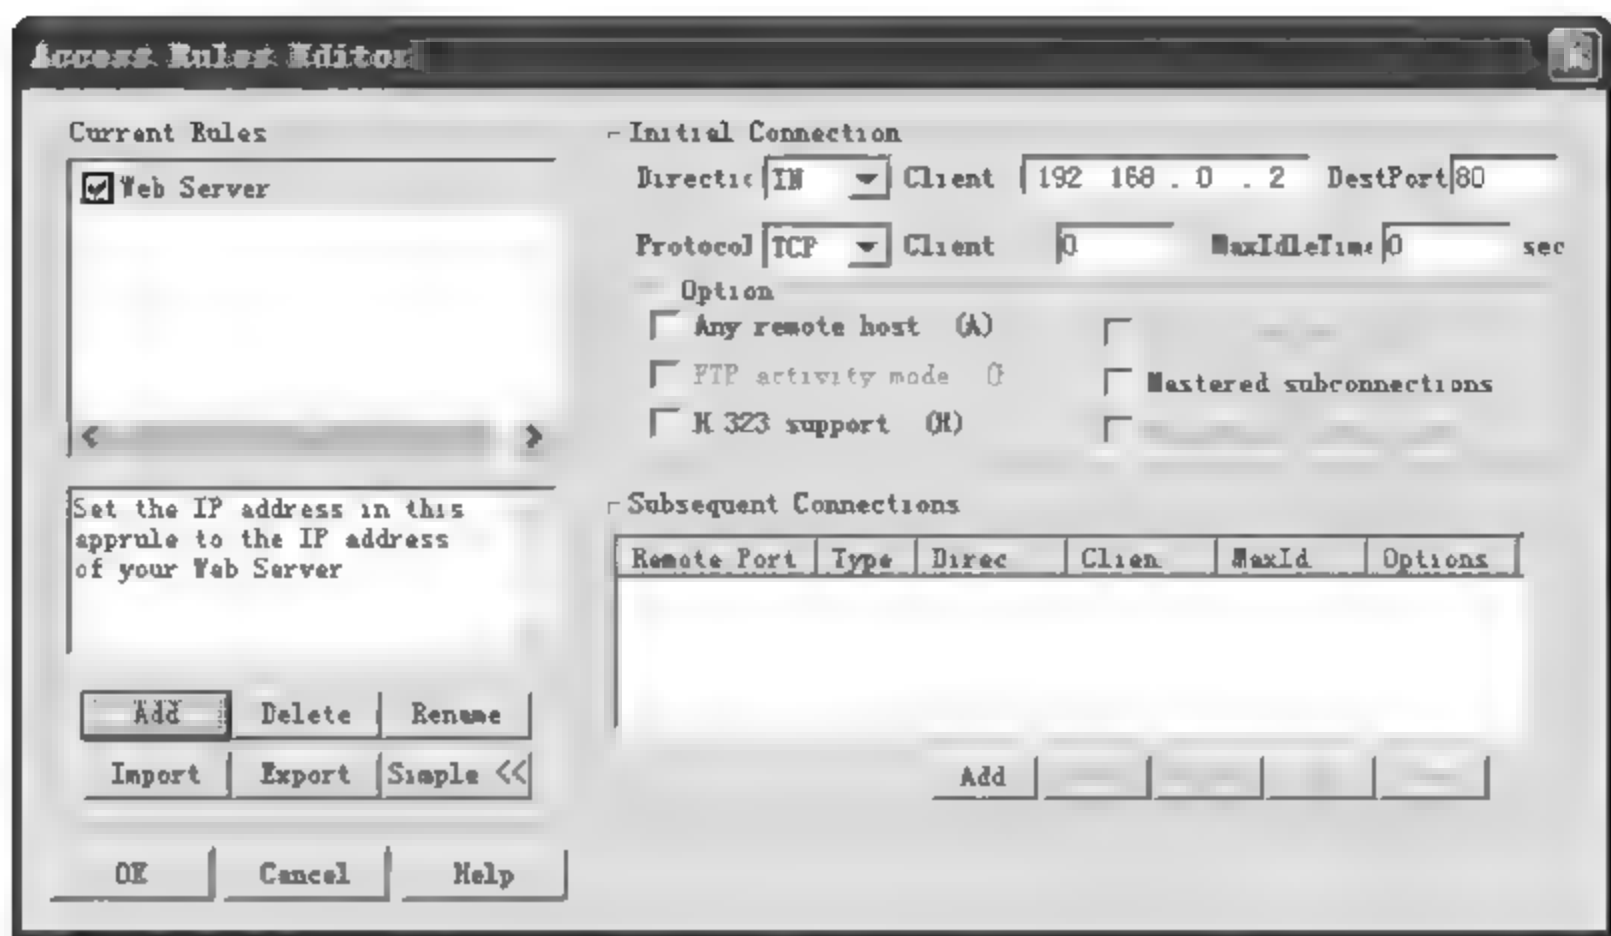 Access Rules Editor
Current Rules
Web Server
Set the IP address in this
apprule to the IP address
of your Web Server
Add Delete Rename
Import Export Simple <<
OK Cancel Help
Initial Connection
Directic IN Client 192 168 . 0 . 2 DestPort 80
Protocol TCP Client 0 MaxIdleTime 0 sec
Option
Any remote host (A)
FTP activity mode Mastered subconnections
H 323 support (H)
Subsequent Connections
Remote Port Type Direc Clien MaxId Options
Add